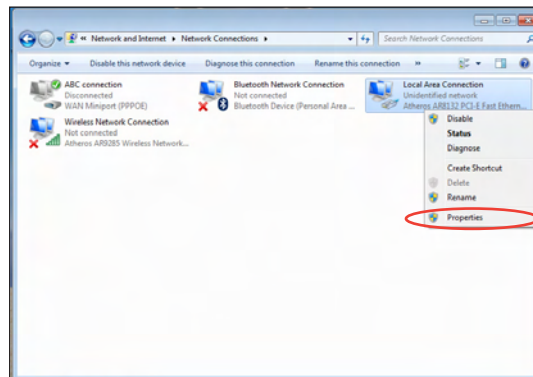 « Network and Internet ▸ Network Connections ▸
Search Network Connections
Organize ▾ Disable this network device Diagnose this connection Rename this connection »
ABC connection
Disconnected
WAN Miniport (PPPOE)
Bluetooth Network Connection
Not connected
Bluetooth Device (Personal Area ...
Local Area Connection
Unidentified network
Atheros AR8132 PCI-E Fast Ethern...
Wireless Network Connection
Not connected
Atheros AR9285 Wireless Network...
Disable
Status
Diagnose
Create Shortcut
Delete
Rename
Properties